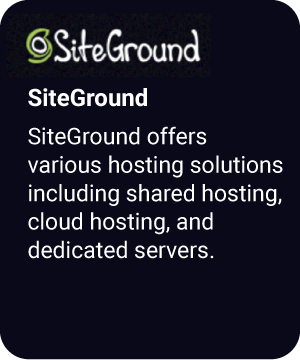 SiteGround
SiteGround
SiteGround offers
various hosting solutions
including shared hosting,
cloud hosting, and
dedicated servers.